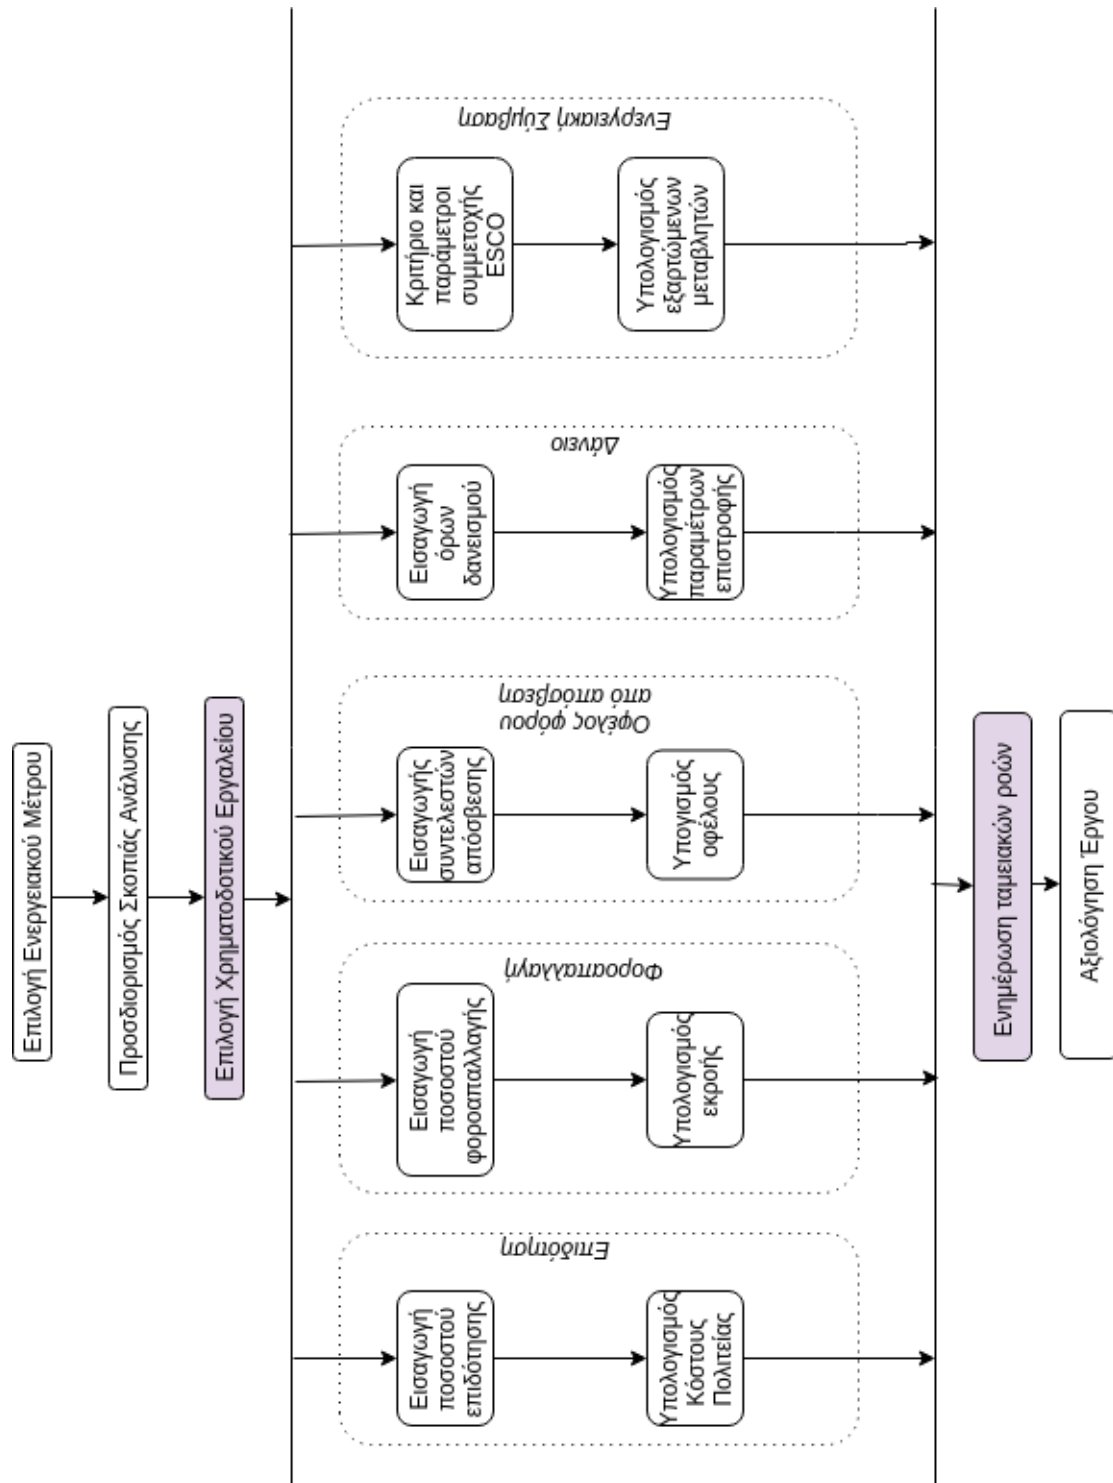 Επιλογή Ενεργειακού Μέτρου
Προσδιορισμός Σκοπιάς Ανάλυσης
Επιλογή Χρηματοδοτικού Εργαλείου
Επιδότηση
Εισαγωγή
ποσοστού
επιδότησης
Υπολογισμός
Κόστους
Πολιτείας
Φοροαπαλλαγή
Εισαγωγή
ποσοστού
φοροαπαλλαγής
Υπολογισμός
εκροής
Οφέλος φόρου
από απόσβεση
Εισαγωγής
συντελεστών
απόσβεσης
Υπογισμός
οφέλους
Δάνειο
Εισαγωγή
όρων
δανεισμού
Υπολογισμός
παραμέτρων
επιστροφής
Ενεργειακή Σύμβαση
Κριτήριο και
παράμετροι
συμμετοχής
ESCO
Υπολογισμός
εξαρτώμενων
μεταβλητών
Ενημέρωση ταμειακών ροών
Αξιολόγηση Έργου